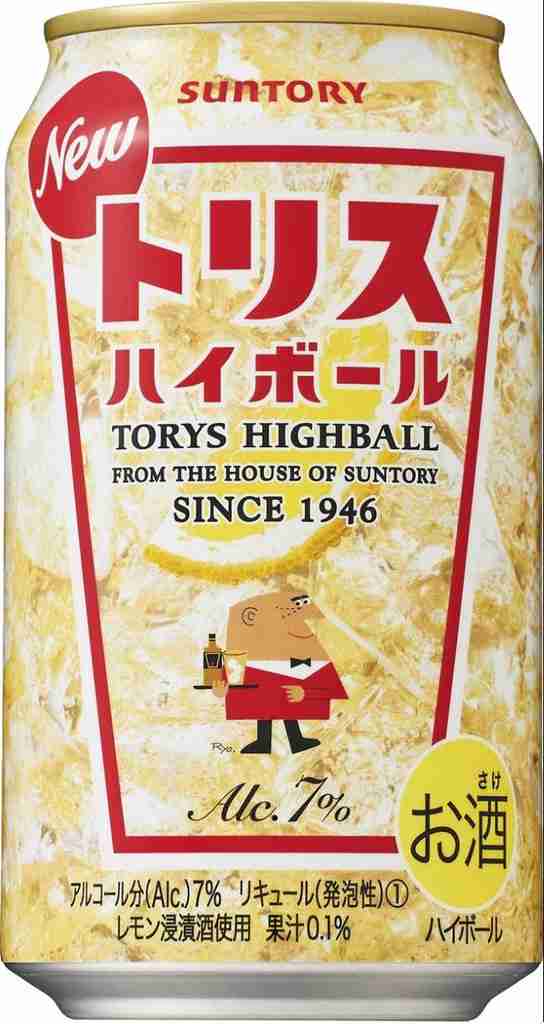 SUNTORY
New
トリス
ハイボール
TORYS HIGHBALL
FROM THE HOUSE OF SUNTORY
SINCE 1946
Ryo.
Alc.7%
さけ
お酒
アルコール分(Alc.)7% リキュール(発泡性)①
レモン浸漬酒使用 果汁0.1%
ハイボール